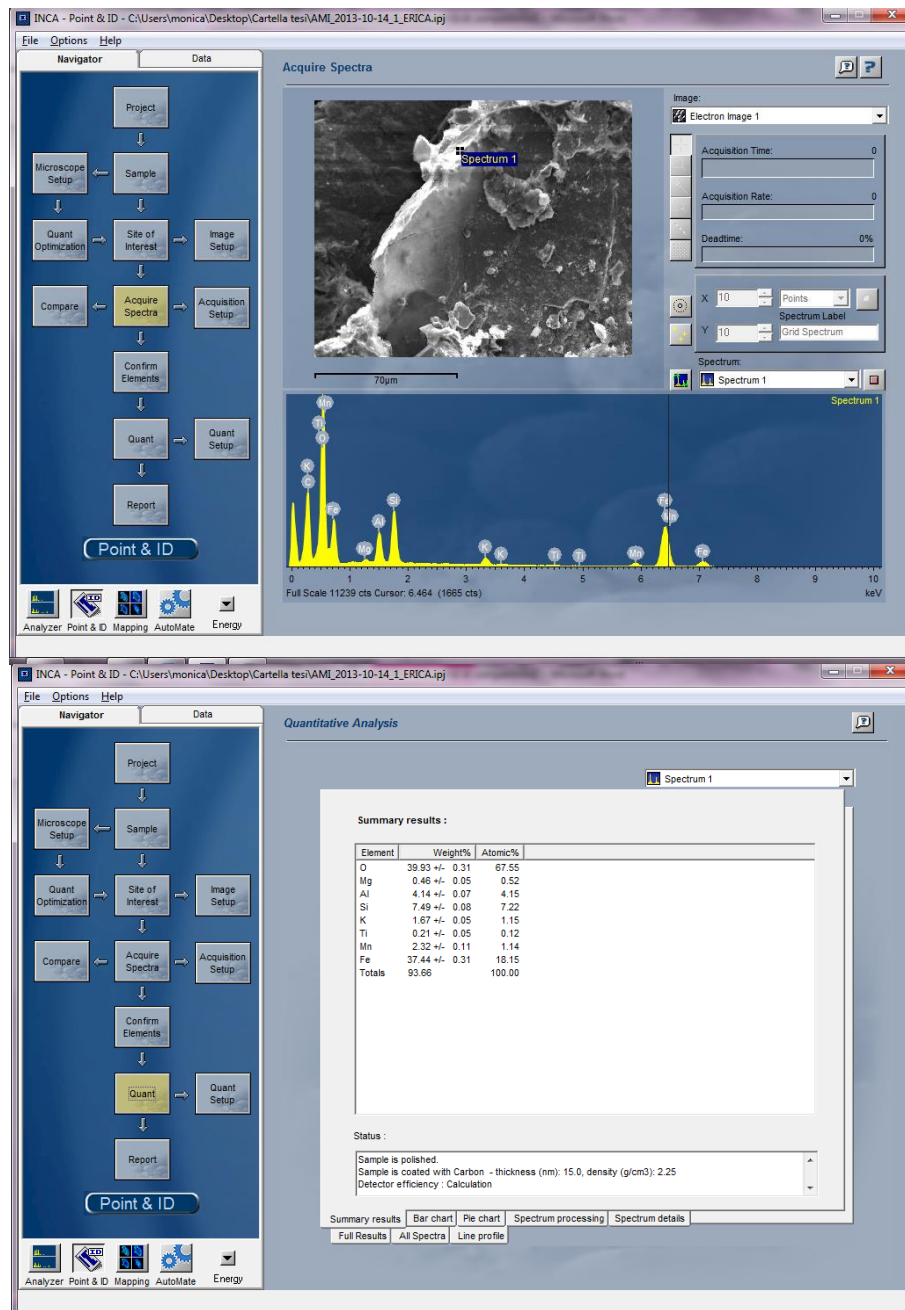 INCA - Point & ID - C:\Users\monica\Desktop\Cartella tesi\AMI_2013-10-14_1_ERICA.ipj
File Options Help
Navigator Data
Acquire Spectra
Project
Microscope Setup
Sample
Quant Optimization
Site of Interest
Image Setup
Compare
Acquire Spectra
Acquisition Setup
Confirm Elements
Quant
Quant Setup
Report
Point & ID
Analyzer Point & ID Mapping AutoMate Energy
Spectrum 1
70µm
Image:
Electron Image 1
Acquisition Time: 0
Acquisition Rate: 0
Deadtime: 0%
X 10 Points
Spectrum Label
Y 10 Grid Spectrum
Spectrum:
Spectrum 1
Spectrum 1
Mn
Ti
O
K
C
Fe
Mg
Al
Si
K
K
Ti
Ti
Mn
Fe
Mn
Fe
0 1 2 3 4 5 6 7 8 9 10
Full Scale 11239 cts Cursor: 6.464 (1665 cts) keV
INCA - Point & ID - C:\Users\monica\Desktop\Cartella tesi\AMI_2013-10-14_1_ERICA.ipj
File Options Help
Navigator Data
Quantitative Analysis
Project
Microscope Setup
Sample
Quant Optimization
Site of Interest
Image Setup
Compare
Acquire Spectra
Acquisition Setup
Confirm Elements
Quant
Quant Setup
Report
Point & ID
Analyzer Point & ID Mapping AutoMate Energy
Spectrum 1
Summary results :
Element Weight% Atomic%
O 39.93 +/- 0.31 67.55
Mg 0.46 +/- 0.05 0.52
Al 4.14 +/- 0.07 4.15
Si 7.49 +/- 0.08 7.22
K 1.67 +/- 0.05 1.15
Ti 0.21 +/- 0.05 0.12
Mn 2.32 +/- 0.11 1.14
Fe 37.44 +/- 0.31 18.15
Totals 93.66 100.00
Status :
Sample is polished.
Sample is coated with Carbon - thickness (nm): 15.0, density (g/cm3): 2.25
Detector efficiency : Calculation
Summary results Bar chart Pie chart Spectrum processing Spectrum details
Full Results All Spectra Line profile